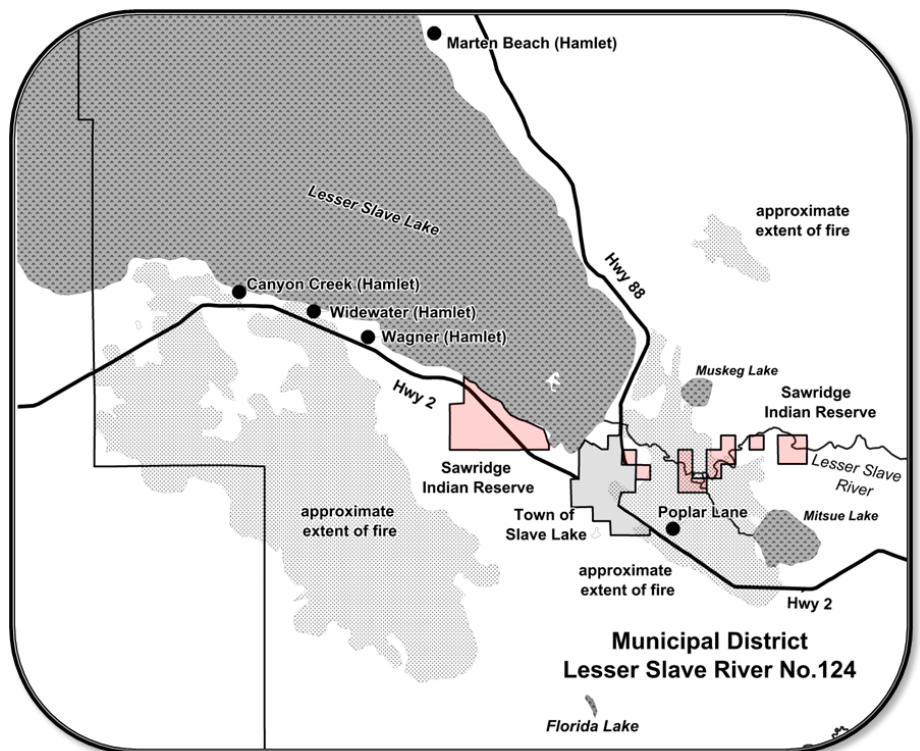 Marten Beach (Hamlet)
Lesser Slave Lake
approximate
extent of fire
Hwy 88
Canyon Creek (Hamlet)
Widewater (Hamlet)
Wagner (Hamlet)
Hwy 2
Muskeg Lake
Sawridge
Indian Reserve
Lesser Slave
River
Sawridge
Indian Reserve
approximate
extent of fire
Town of
Slave Lake
Poplar Lane
Mitsue Lake
approximate
extent of fire
Hwy 2
Municipal District
Lesser Slave River No.124
Florida Lake